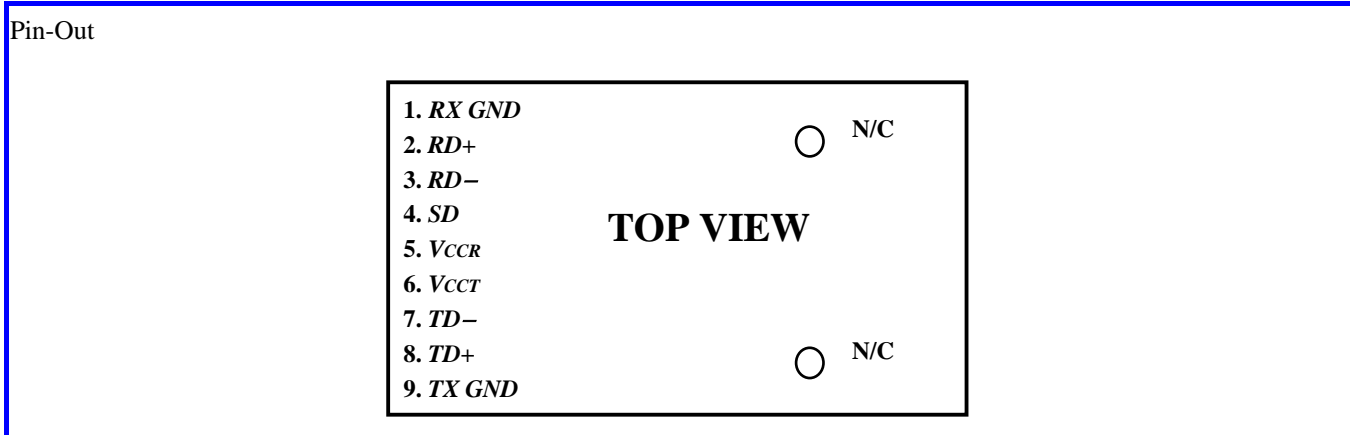 Pin-Out
1. RX GND
N/C
2. RD+
3. RD−
4. SD
TOP VIEW
5. VCCR
6. VCCT
7. TD−
8. TD+
N/C
9. TX GND